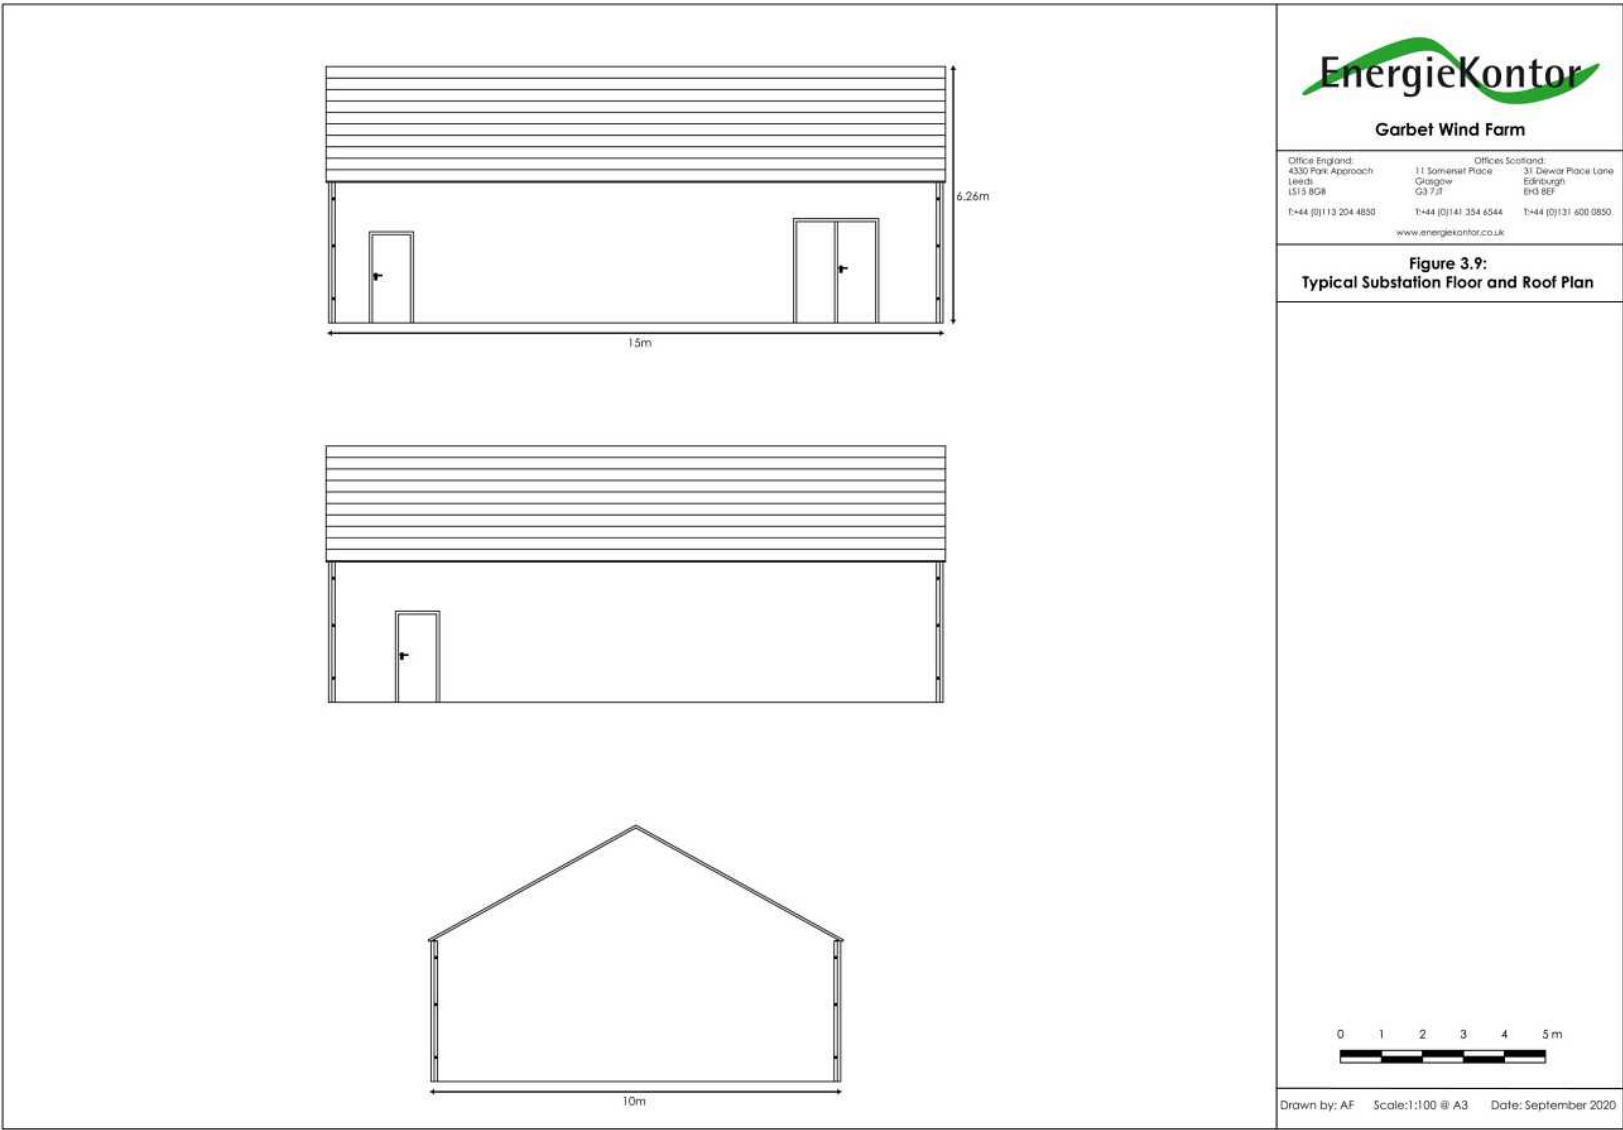 6.26m
15m
10m
EnergieKontor
Garbet Wind Farm
Office England:
4330 Park Approach
Leeds
LS15 8GB
T:+44 (0)113 204 4850
Offices Scotland:
11 Somerset Place
Glasgow
G3 7JT
T:+44 (0)141 354 6544
31 Dewar Place Lane
Edinburgh
EH3 8EF
T:+44 (0)131 600 0850
www.energiekontor.co.uk
Figure 3.9:
Typical Substation Floor and Roof Plan
0 1 2 3 4 5 m
Drawn by: AF Scale:1:100 @ A3 Date: September 2020